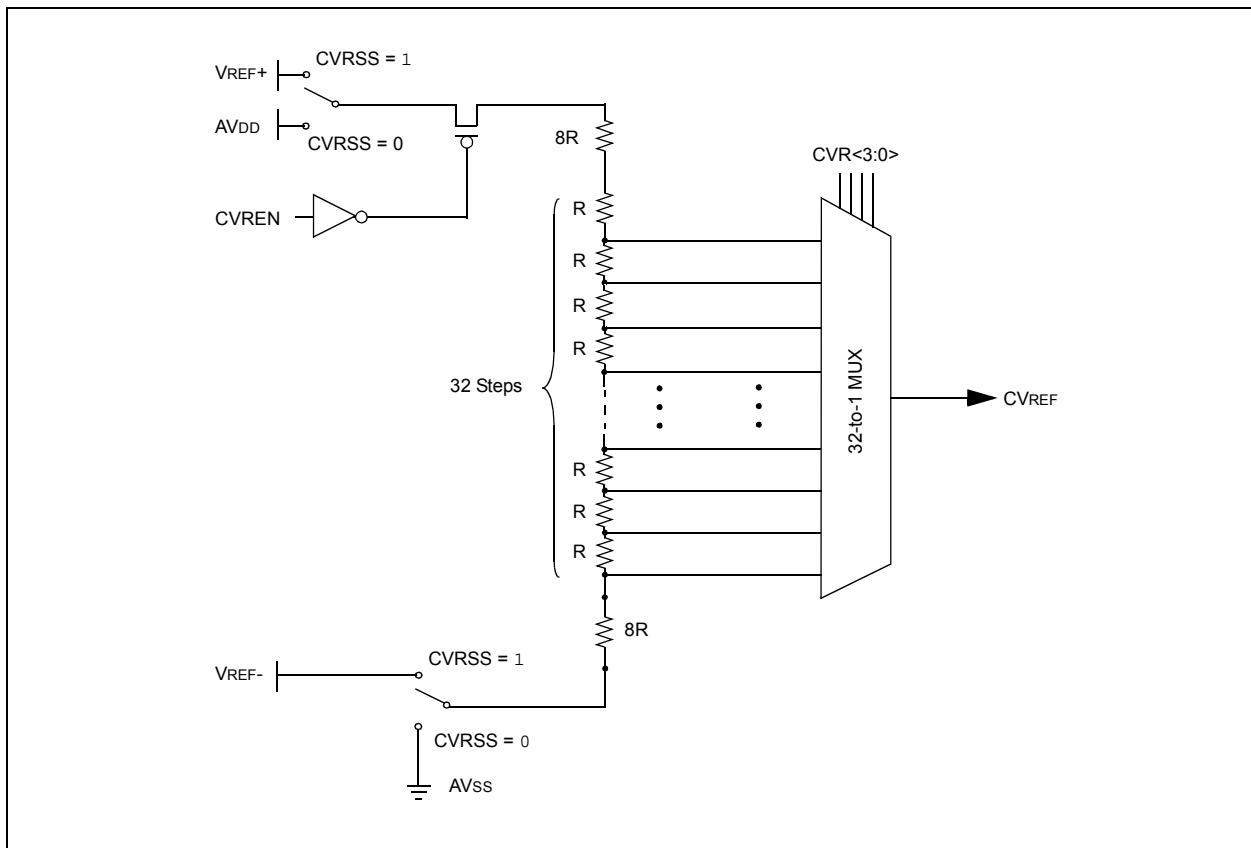 CVRSS = 1
VREF+
AVDD
CVRSS = 0
8R
CVR<3:0>
CVREN
R
R
R
R
32 Steps
32-to-1 MUX
CVREF
R
R
R
8R
CVRSS = 1
VREF-
CVRSS = 0
AVSS